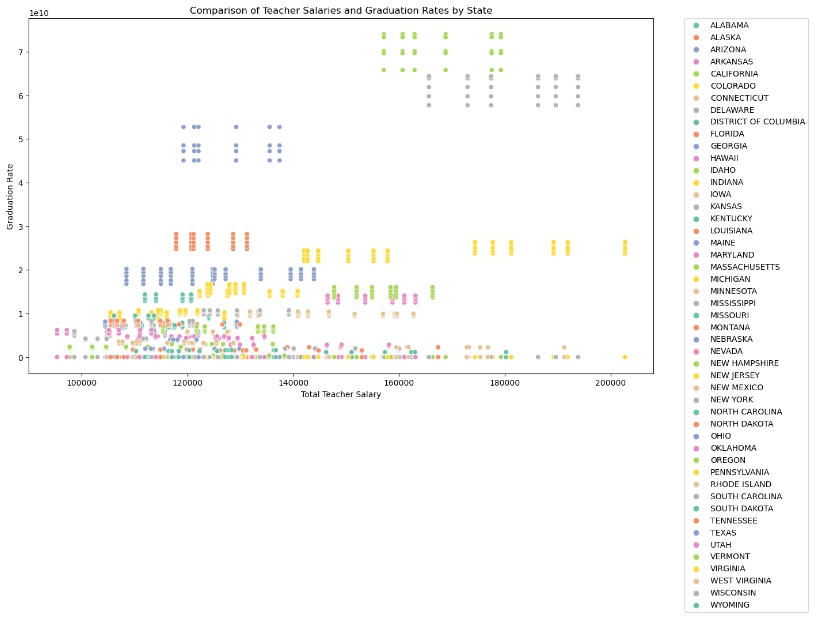 Comparison of Teacher Salaries and Graduation Rates by State
1e10
7
6
5
4
3
2
1
0
Graduation Rate
100000 120000 140000 160000 180000 200000
Total Teacher Salary
ALABAMA
ALASKA
ARIZONA
ARKANSAS
CALIFORNIA
COLORADO
CONNECTICUT
DELAWARE
DISTRICT OF COLUMBIA
FLORIDA
GEORGIA
HAWAII
IDAHO
INDIANA
IOWA
KANSAS
KENTUCKY
LOUISIANA
MAINE
MARYLAND
MASSACHUSETTS
MICHIGAN
MINNESOTA
MISSISSIPPI
MISSOURI
MONTANA
NEBRASKA
NEVADA
NEW HAMPSHIRE
NEW JERSEY
NEW MEXICO
NEW YORK
NORTH CAROLINA
NORTH DAKOTA
OHIO
OKLAHOMA
OREGON
PENNSYLVANIA
RHODE ISLAND
SOUTH CAROLINA
SOUTH DAKOTA
TENNESSEE
TEXAS
UTAH
VERMONT
VIRGINIA
WEST VIRGINIA
WISCONSIN
WYOMING